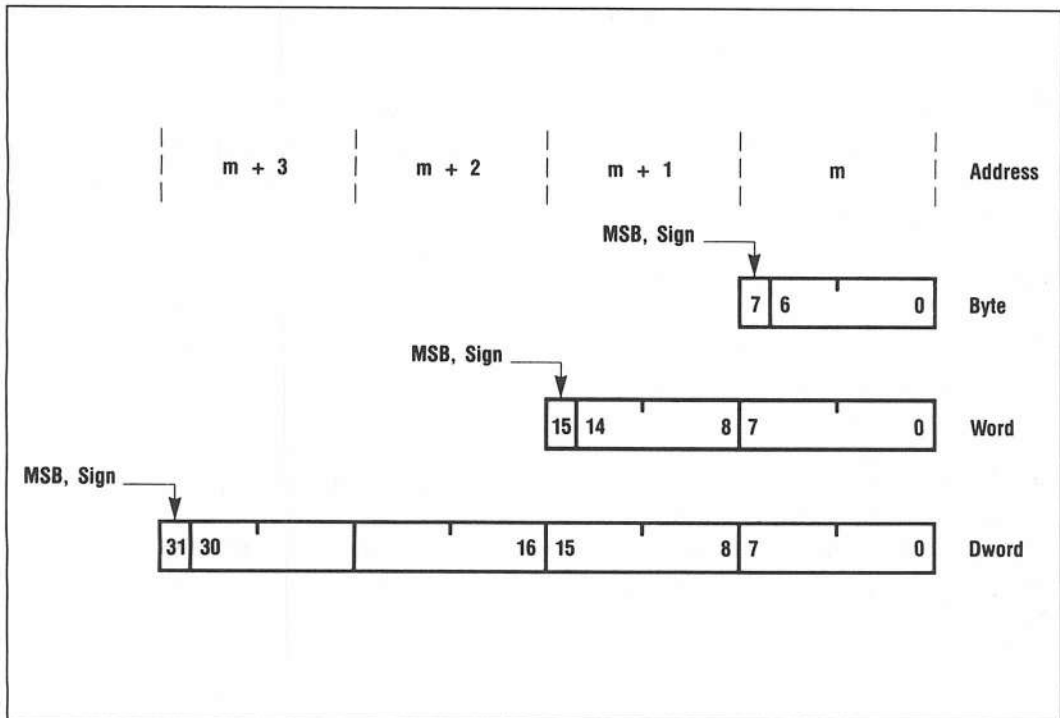 m + 3 m + 2 m + 1 m Address
MSB, Sign
7 6 0 Byte
MSB, Sign
15 14 8 7 0 Word
MSB, Sign
31 30 16 15 8 7 0 Dword